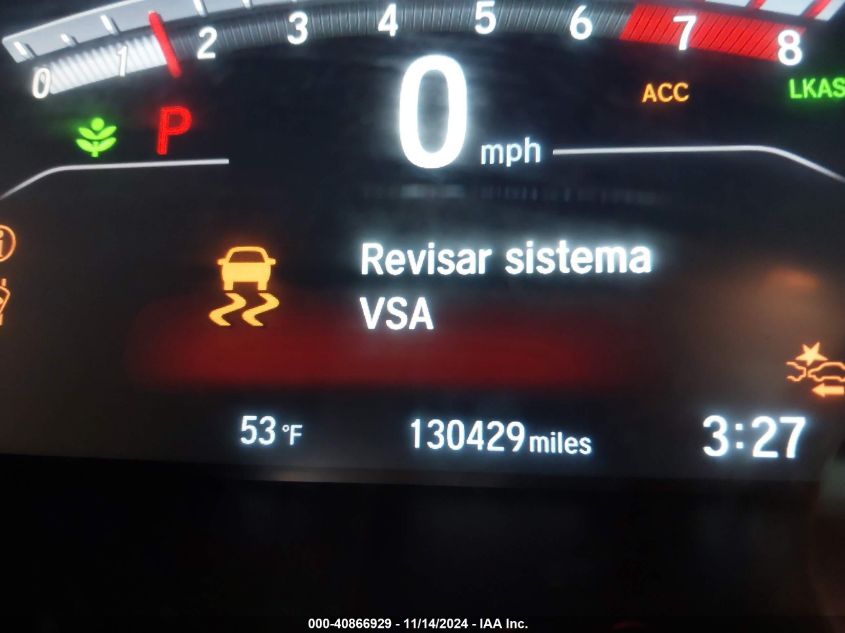 0 1 2 3 4 5 6 7 8
ACC
LKAS
P
0 mph
Revisar sistema
VSA
53 °F
130429 miles
3:27
000-40866929 - 11/14/2024 - IAA Inc.